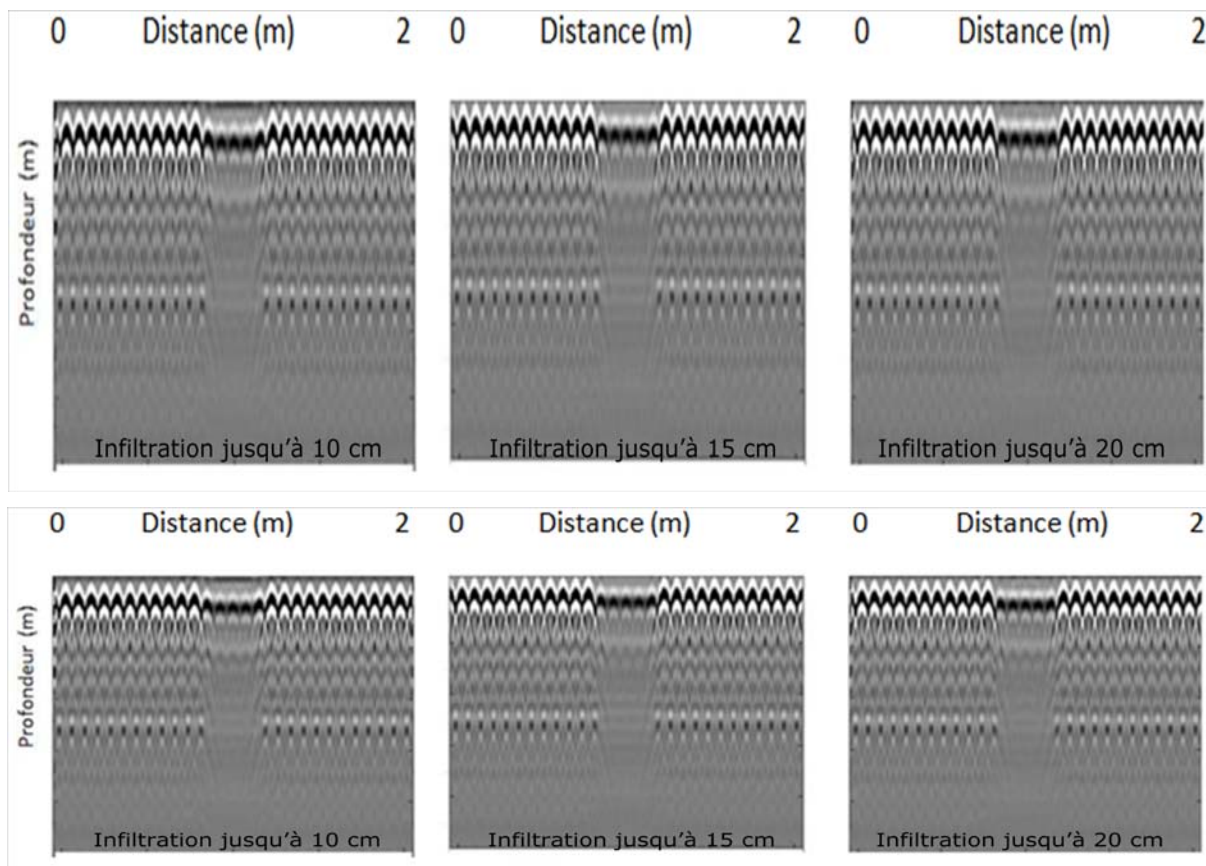 0 Distance (m) 2 0 Distance (m) 2 0 Distance (m) 2
Profondeur (m)
Infiltration jusqu'à 10 cm Infiltration jusqu'à 15 cm Infiltration jusqu'à 20 cm
0 Distance (m) 2 0 Distance (m) 2 0 Distance (m) 2
Profondeur (m)
Infiltration jusqu'à 10 cm Infiltration jusqu'à 15 cm Infiltration jusqu'à 20 cm